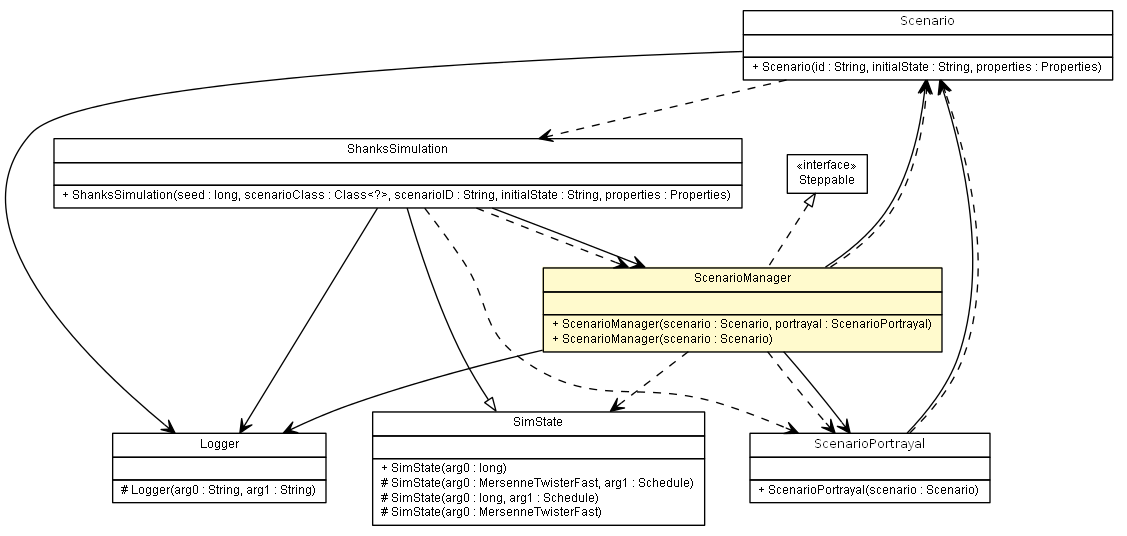 Scenario
+ Scenario(id : String, initialState : String, properties : Properties)
ShanksSimulation
+ ShanksSimulation(seed : long, scenarioClass : Class<?>, scenarioID : String, initialState : String, properties : Properties)
«interface»
Steppable
ScenarioManager
+ ScenarioManager(scenario : Scenario, portrayal : ScenarioPortrayal)
+ ScenarioManager(scenario : Scenario)
Logger
# Logger(arg0 : String, arg1 : String)
SimState
+ SimState(arg0 : long)
# SimState(arg0 : MersenneTwisterFast, arg1 : Schedule)
# SimState(arg0 : long, arg1 : Schedule)
# SimState(arg0 : MersenneTwisterFast)
ScenarioPortrayal
+ ScenarioPortrayal(scenario : Scenario)